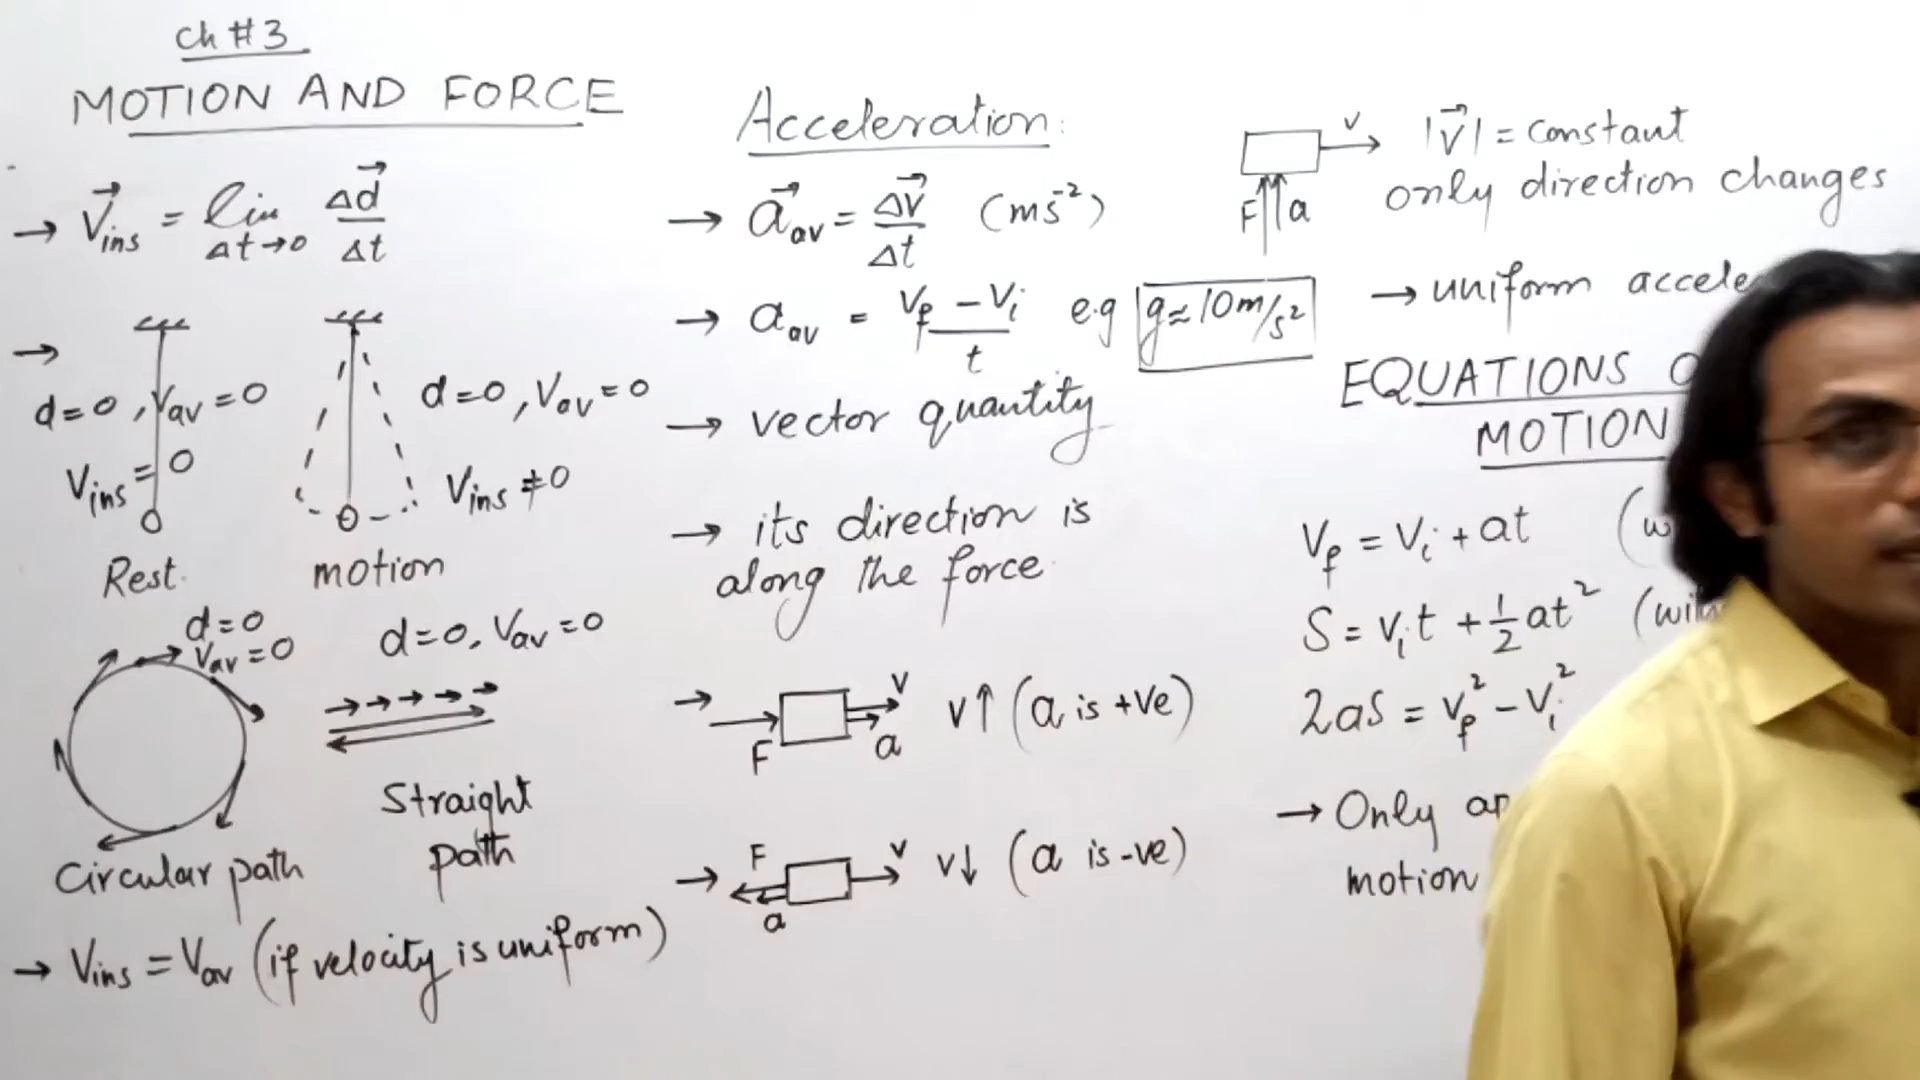 Ch # 3
MOTION AND FORCE
→ V⃗ins = lim Δt→0 Δd⃗/Δt
→
d=0, Vav=0
Vins=0
Rest.
d=0, Vav=0
Vins≠0
motion
d=0
Vav=0
Circular path
d=0, Vav=0
Straight
path
→ Vins = Vav (if velocity is uniform)
Acceleration:
→ a⃗av = Δv⃗/Δt (ms⁻²)
→ aav = Vf - Vi/t e.g g≈10m/s²
→ vector quantity
→ its direction is
along the force
→ F v a v↑ (a is +ve)
→ F a v v↓ (a is -ve)
v F a
|V⃗| = constant
only direction changes
→ uniform
EQUATIONS
MOTION
Vf = Vi + at
S = Vit + 1/2 at²
2aS = Vf² - Vi²
→ Only
motion